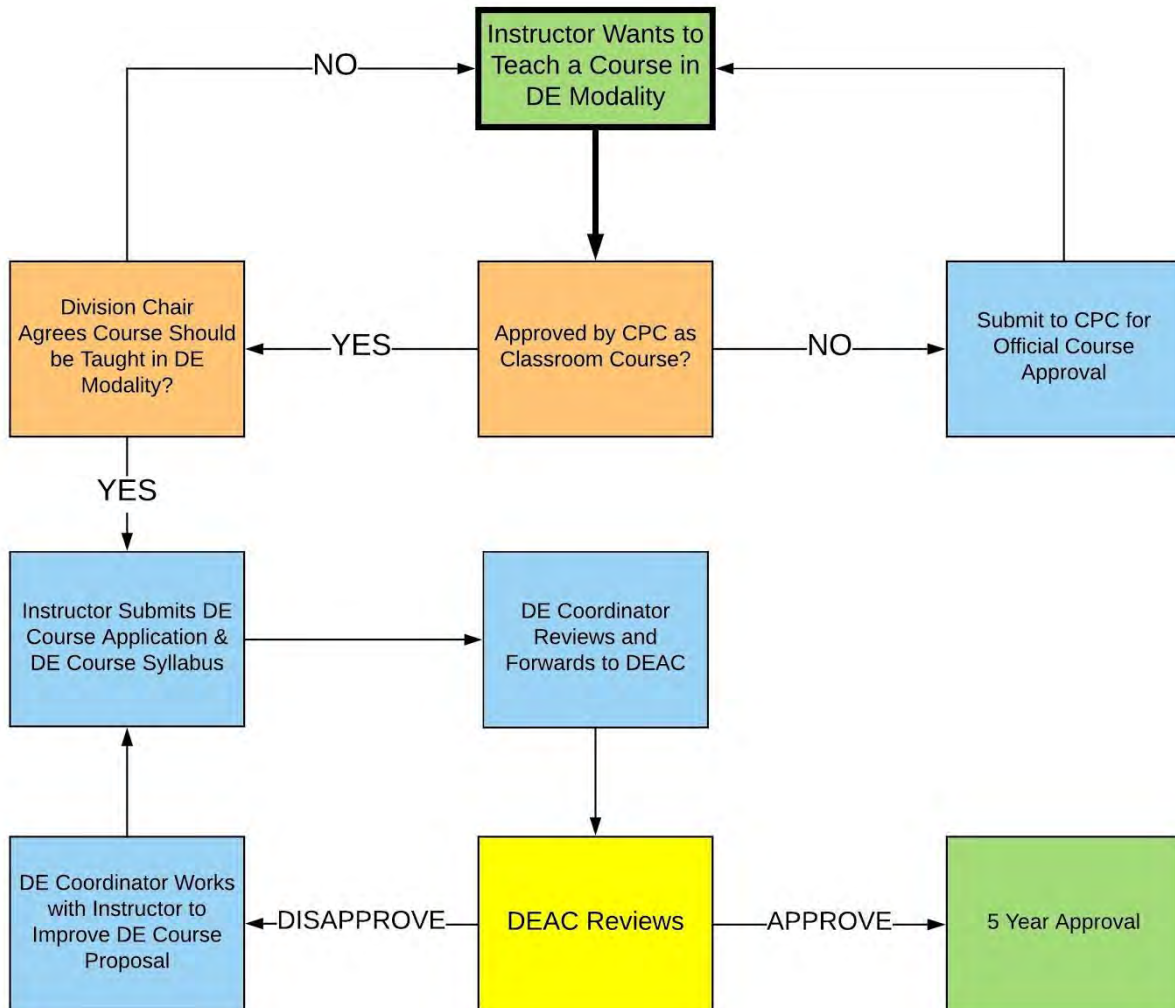 Instructor Wants to
Teach a Course in
DE Modality
NO
Division Chair
Agrees Course Should
be Taught in DE
Modality?
YES
Approved by CPC as
Classroom Course?
NO
Submit to CPC for
Official Course
Approval
YES
Instructor Submits DE
Course Application &
DE Course Syllabus
DE Coordinator
Reviews and
Forwards to DEAC
DE Coordinator Works
with Instructor to
Improve DE Course
Proposal
DISAPPROVE
DEAC Reviews
APPROVE
5 Year Approval